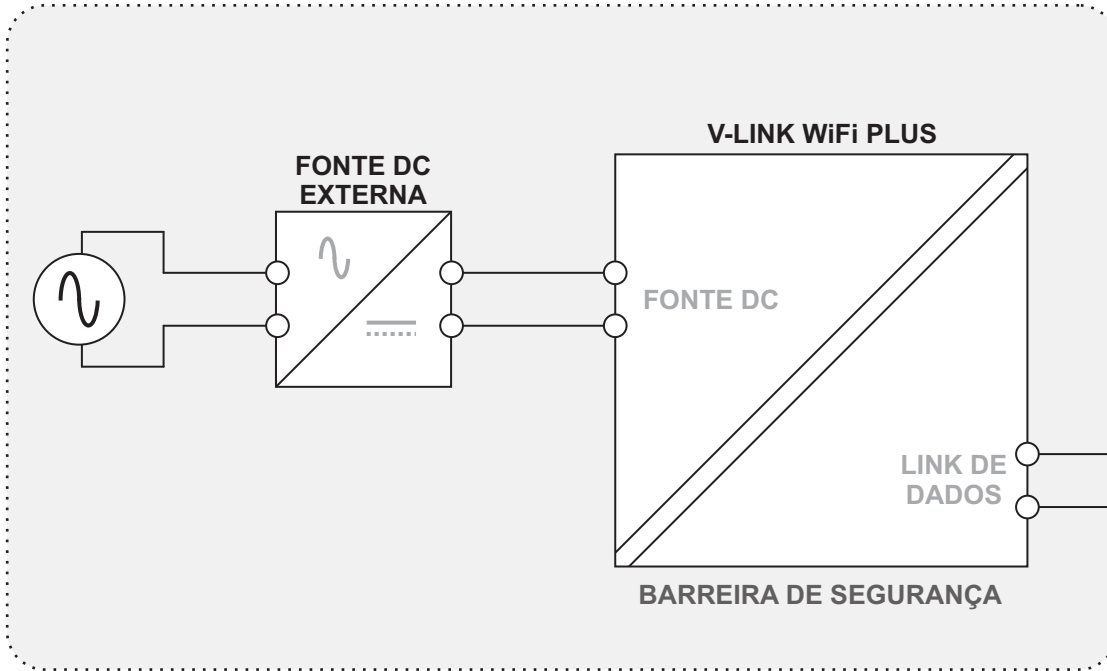 V-LINK WiFi PLUS
FONTE DC
EXTERNA
FONTE DC
LINK DE
DADOS
BARREIRA DE SEGURANÇA